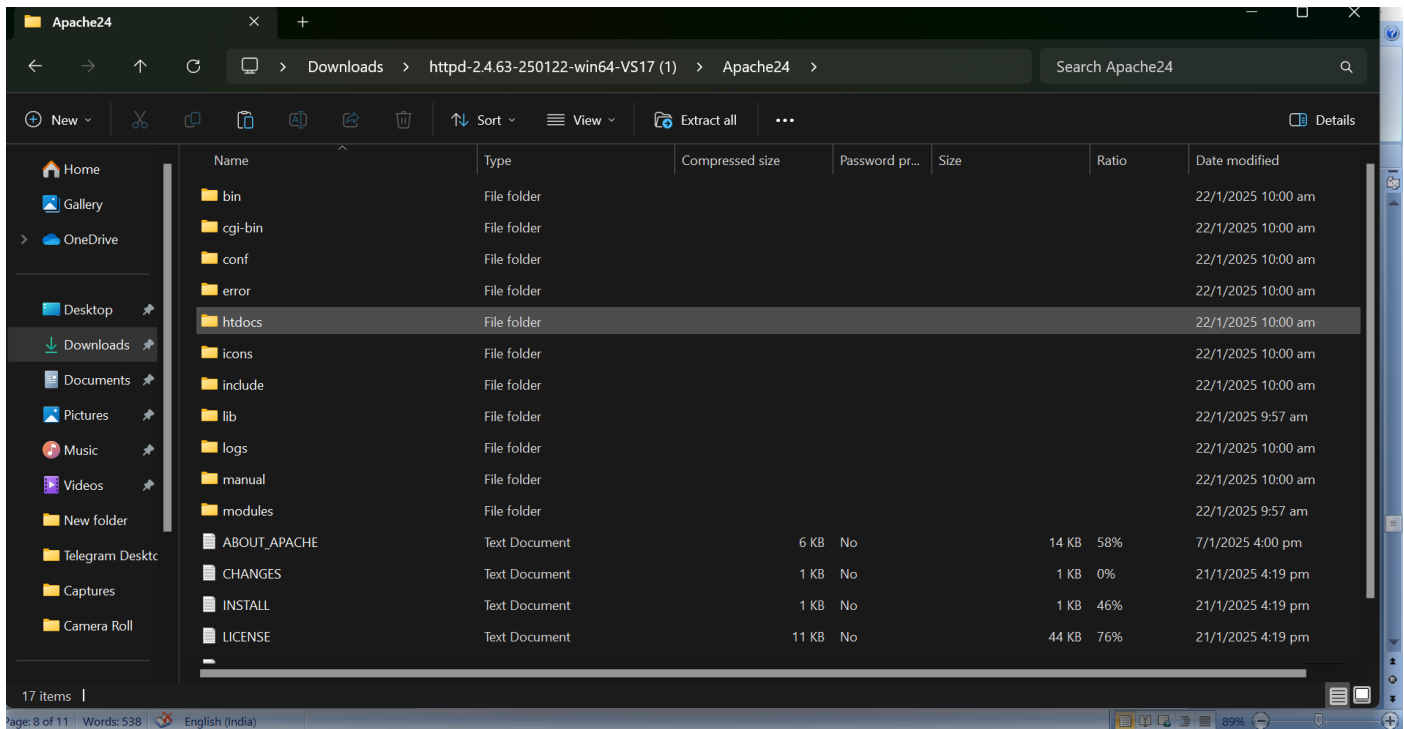 Apache24
Downloads > httpd-2.4.63-250122-win64-VS17 (1) > Apache24 >
Search Apache24
New
Sort
View
Extract all
Details
Home
Gallery
OneDrive
Desktop
Downloads
Documents
Pictures
Music
Videos
New folder
Telegram Deskto
Captures
Camera Roll
Name Type Compressed size Password pr... Size Ratio Date modified
bin File folder 22/1/2025 10:00 am
cgi-bin File folder 22/1/2025 10:00 am
conf File folder 22/1/2025 10:00 am
error File folder 22/1/2025 10:00 am
htdocs File folder 22/1/2025 10:00 am
icons File folder 22/1/2025 10:00 am
include File folder 22/1/2025 10:00 am
lib File folder 22/1/2025 9:57 am
logs File folder 22/1/2025 10:00 am
manual File folder 22/1/2025 10:00 am
modules File folder 22/1/2025 9:57 am
ABOUT_APACHE Text Document 6 KB No 14 KB 58% 7/1/2025 4:00 pm
CHANGES Text Document 1 KB No 1 KB 0% 21/1/2025 4:19 pm
INSTALL Text Document 1 KB No 1 KB 46% 21/1/2025 4:19 pm
LICENSE Text Document 11 KB No 44 KB 76% 21/1/2025 4:19 pm
17 items
Page: 8 of 11 Words: 538 English (India) 89%